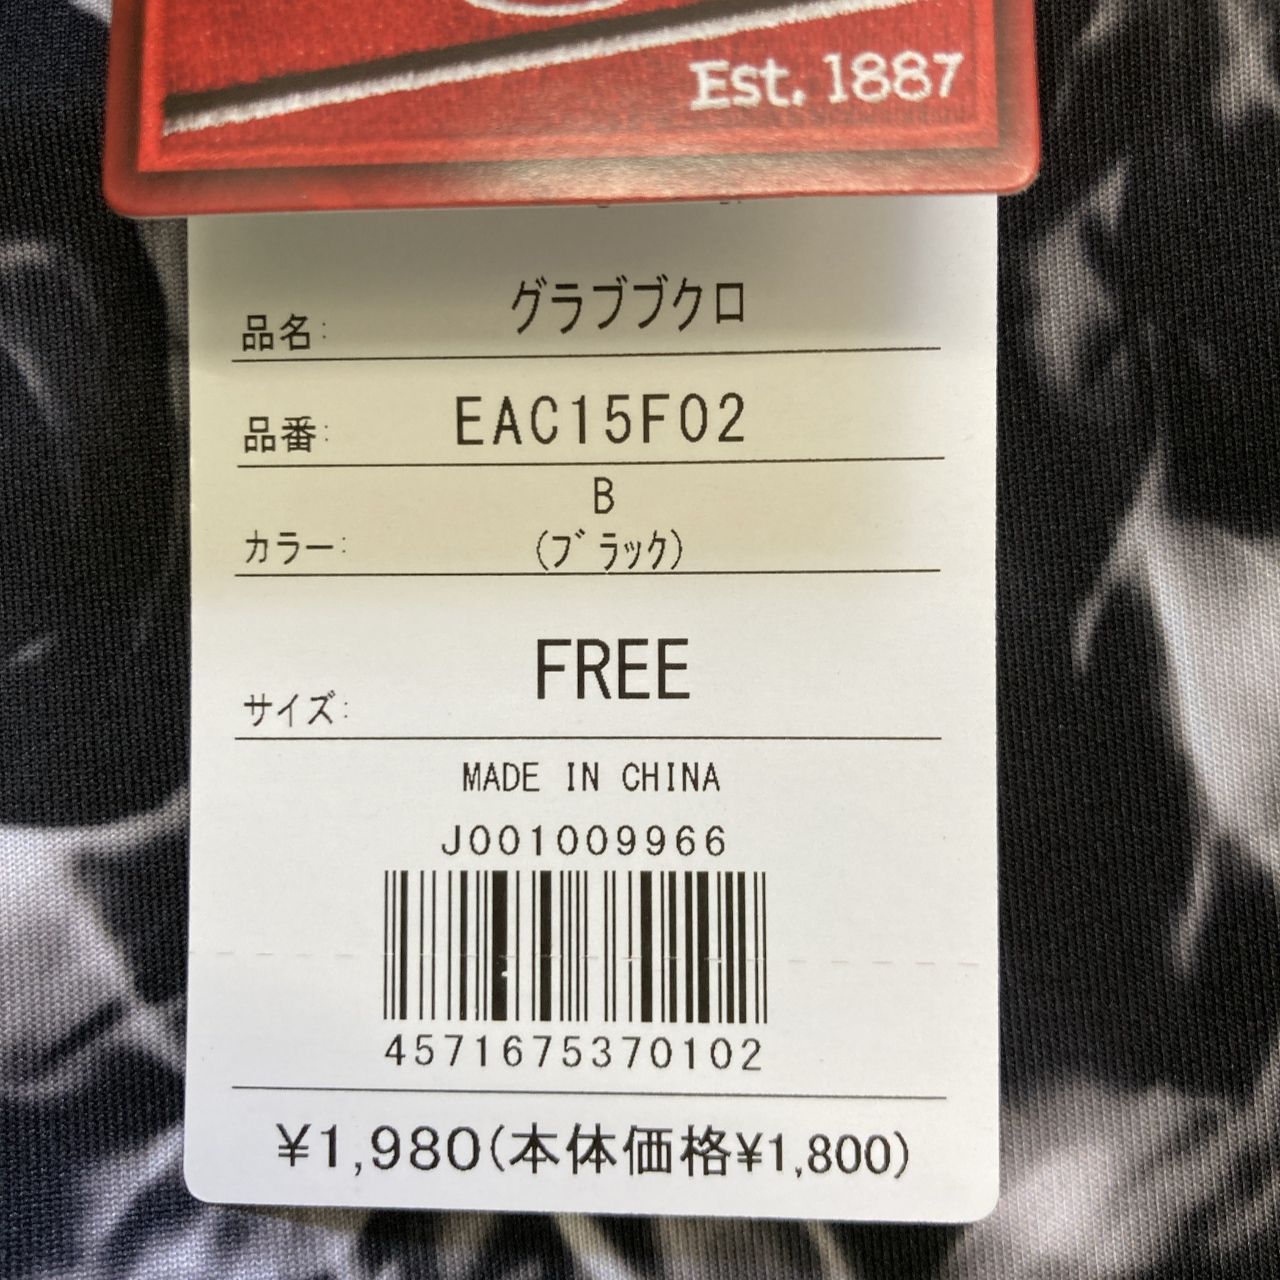 Est. 1887
品名: グラブブクロ
品番: EAC15F02
B
カラー: (ブラック)
サイズ: FREE
MADE IN CHINA
J001009966
4571675370102
¥1,980(本体価格¥1,800)